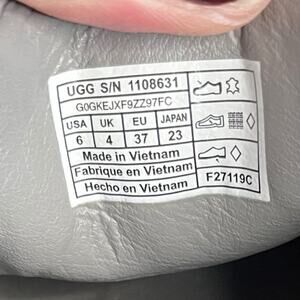 UGG S/N 1108631
G0GKEJXF9ZZ97FC
USA UK EU JAPAN
6 4 37 23
Made in Vietnam
Fabriqué en Vietnam
Hecho en Vietnam
F27119C